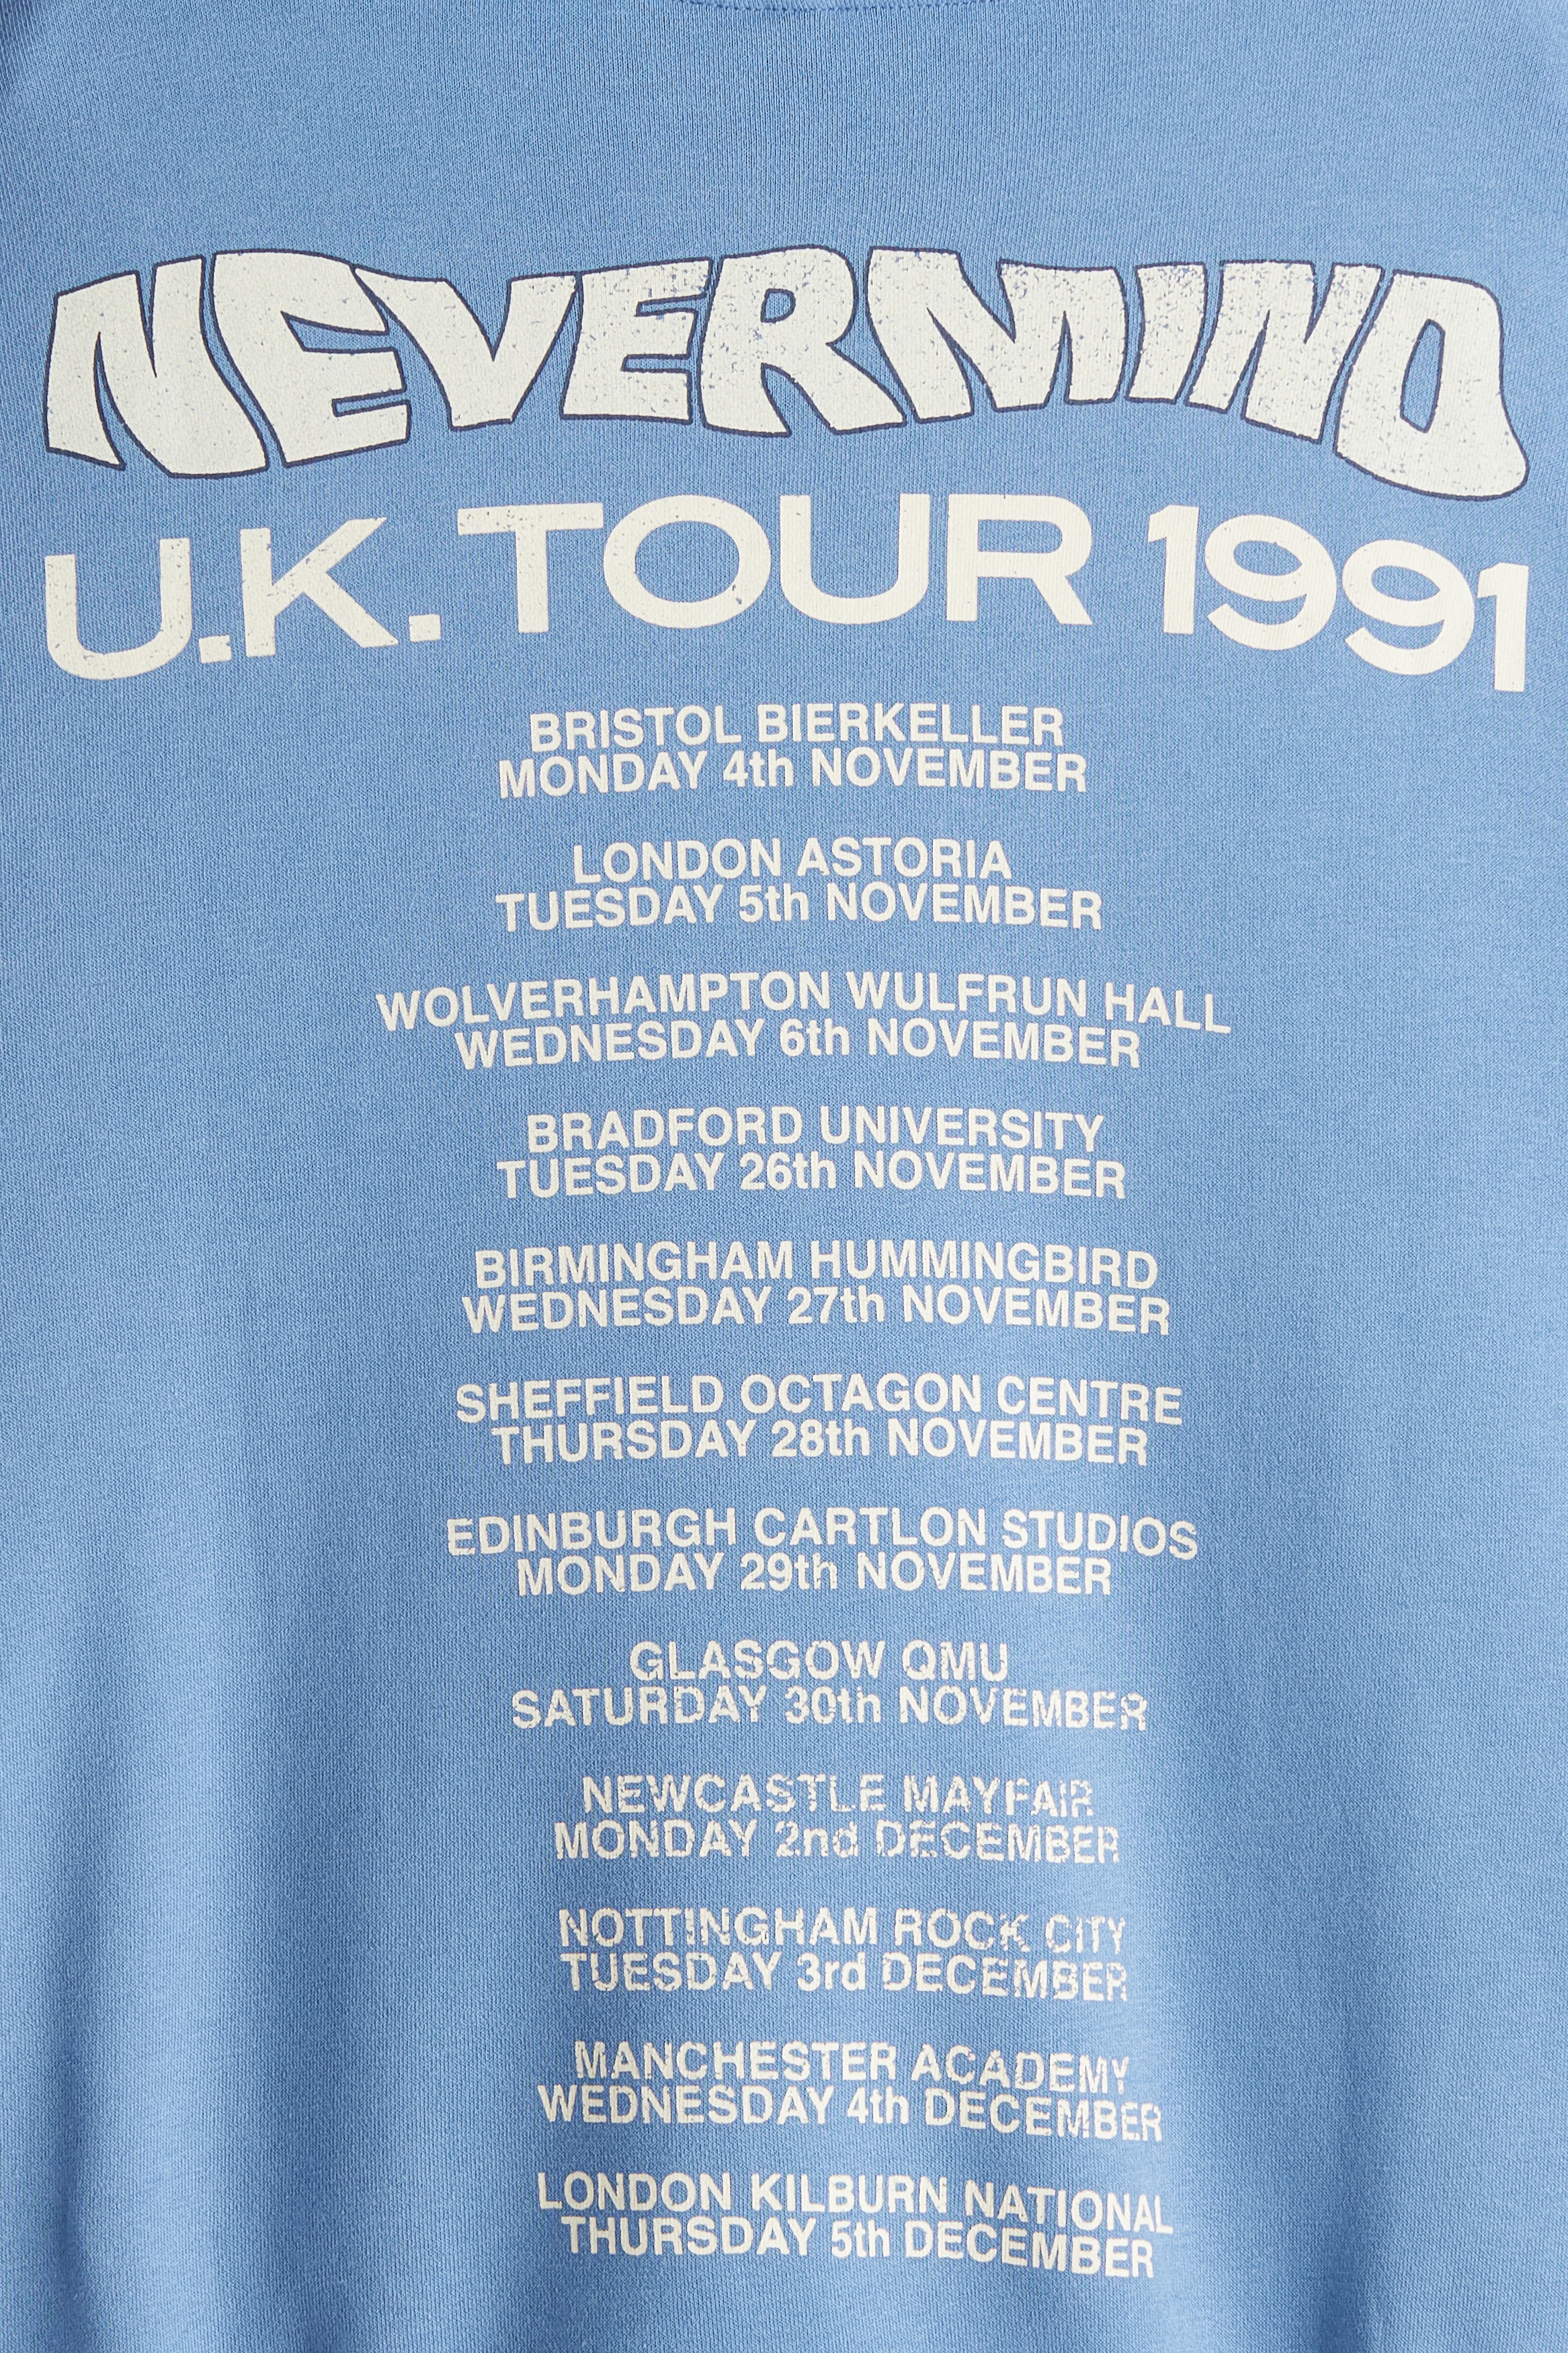 NEVERMIND
U.K. TOUR 1991
BRISTOL BIERKELLER
MONDAY 4th NOVEMBER
LONDON ASTORIA
TUESDAY 5th NOVEMBER
WOLVERHAMPTON WULFRUN HALL
WEDNESDAY 6th NOVEMBER
BRADFORD UNIVERSITY
TUESDAY 26th NOVEMBER
BIRMINGHAM HUMMINGBIRD
WEDNESDAY 27th NOVEMBER
SHEFFIELD OCTAGON CENTRE
THURSDAY 28th NOVEMBER
EDINBURGH CARTLON STUDIOS
MONDAY 29th NOVEMBER
GLASGOW QMU
SATURDAY 30th NOVEMBER
NEWCASTLE MAYFAIR
MONDAY 2nd DECEMBER
NOTTINGHAM ROCK CITY
TUESDAY 3rd DECEMBER
MANCHESTER ACADEMY
WEDNESDAY 4th DECEMBER
LONDON KILBURN NATIONAL
THURSDAY 5th DECEMBER